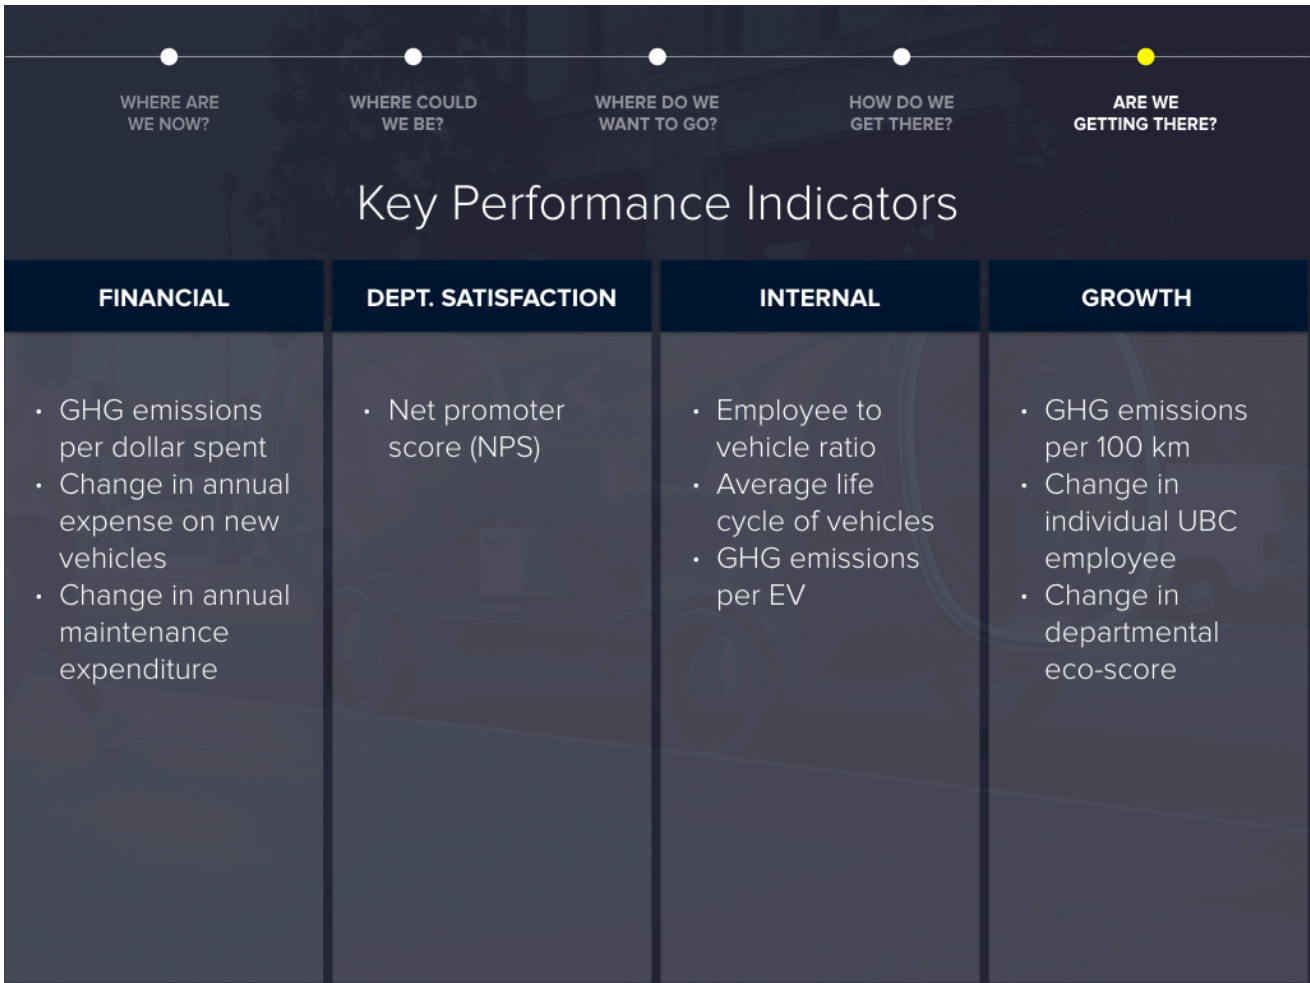 WHERE ARE
WE NOW?
WHERE COULD
WE BE?
WHERE DO WE
WANT TO GO?
HOW DO WE
GET THERE?
ARE WE
GETTING THERE?
Key Performance Indicators
FINANCIAL
• GHG emissions
per dollar spent
• Change in annual
expense on new
vehicles
• Change in annual
maintenance
expenditure
DEPT. SATISFACTION
• Net promoter
score (NPS)
INTERNAL
• Employee to
vehicle ratio
• Average life
cycle of vehicles
• GHG emissions
per EV
GROWTH
• GHG emissions
per 100 km
• Change in
individual UBC
employee
• Change in
departmental
eco-score